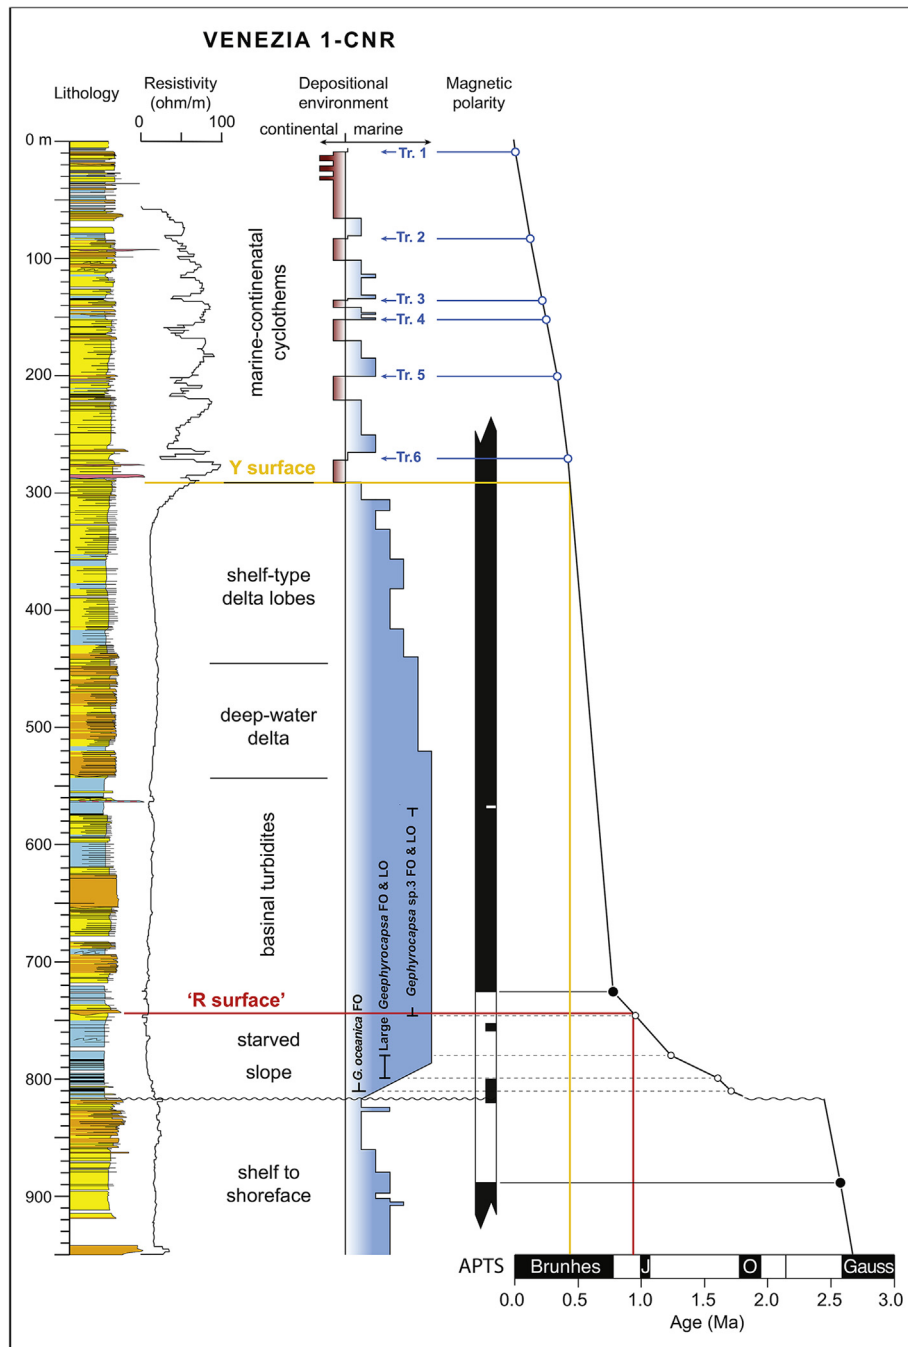 VENEZIA 1-CNR
Lithology
Resistivity
(ohm/m)
0 100
Depositional
environment
continental marine
Magnetic
polarity
0 m
100
200
300
400
500
600
700
800
900
Tr. 1
Tr. 2
Tr. 3
Tr. 4
Tr. 5
Tr.6
marine-continenatal
cyclothems
Y surface
shelf-type
delta lobes
deep-water
delta
basinal turbidites
'R surface'
starved
slope
shelf to
shoreface
G. oceanica FO
Large Geephyrocapsa FO & LO
Gephyrocapsa sp.3 FO & LO
APTS
Brunhes J O Gauss
0.0 0.5 1.0 1.5 2.0 2.5 3.0
Age (Ma)